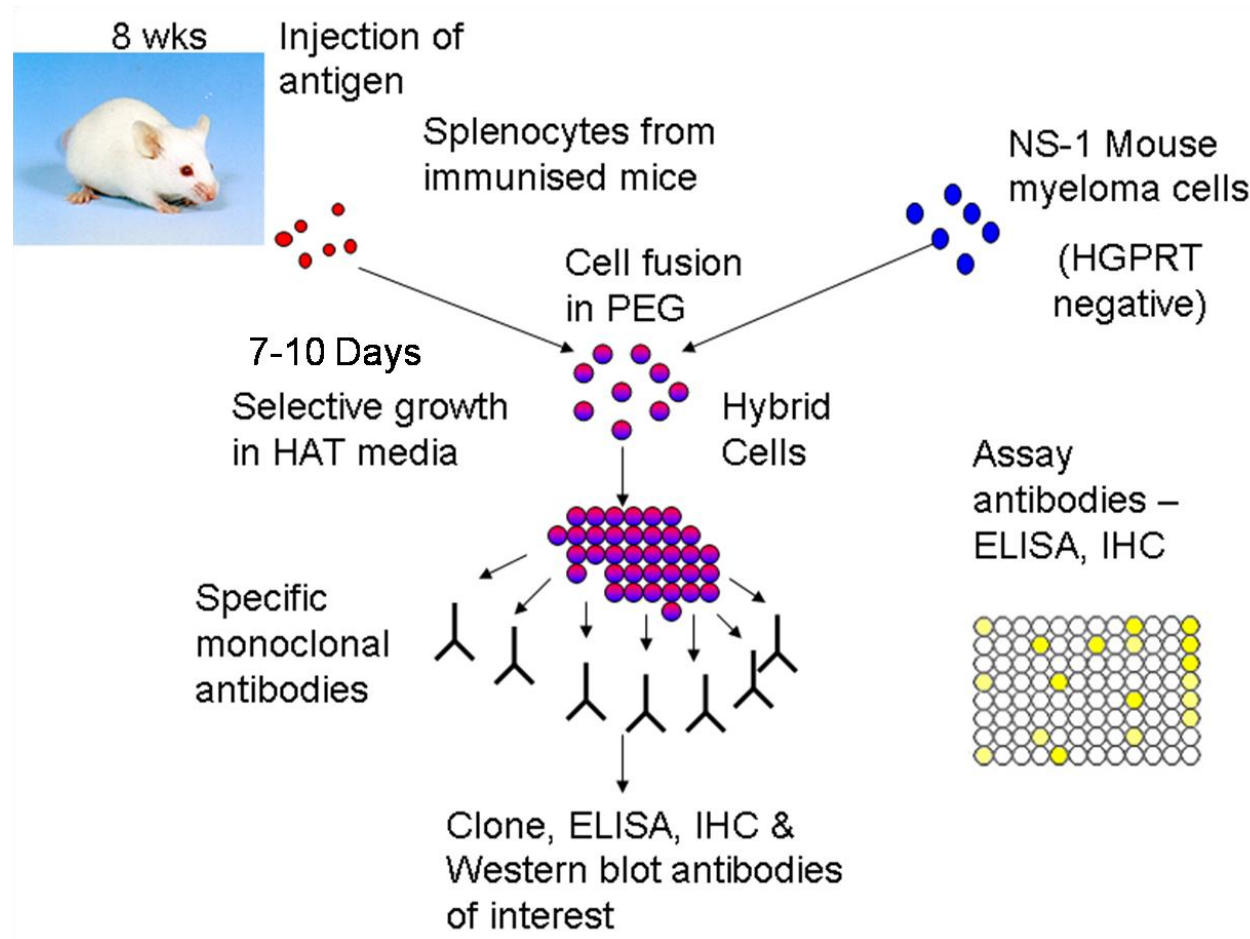 8 wks
Injection of
antigen
Splenocytes from
immunised mice
NS-1 Mouse
myeloma cells
(HGPRT
negative)
Cell fusion
in PEG
7-10 Days
Selective growth
in HAT media
Hybrid
Cells
Assay
antibodies –
ELISA, IHC
Specific
monoclonal
antibodies
Clone, ELISA, IHC &
Western blot antibodies
of interest